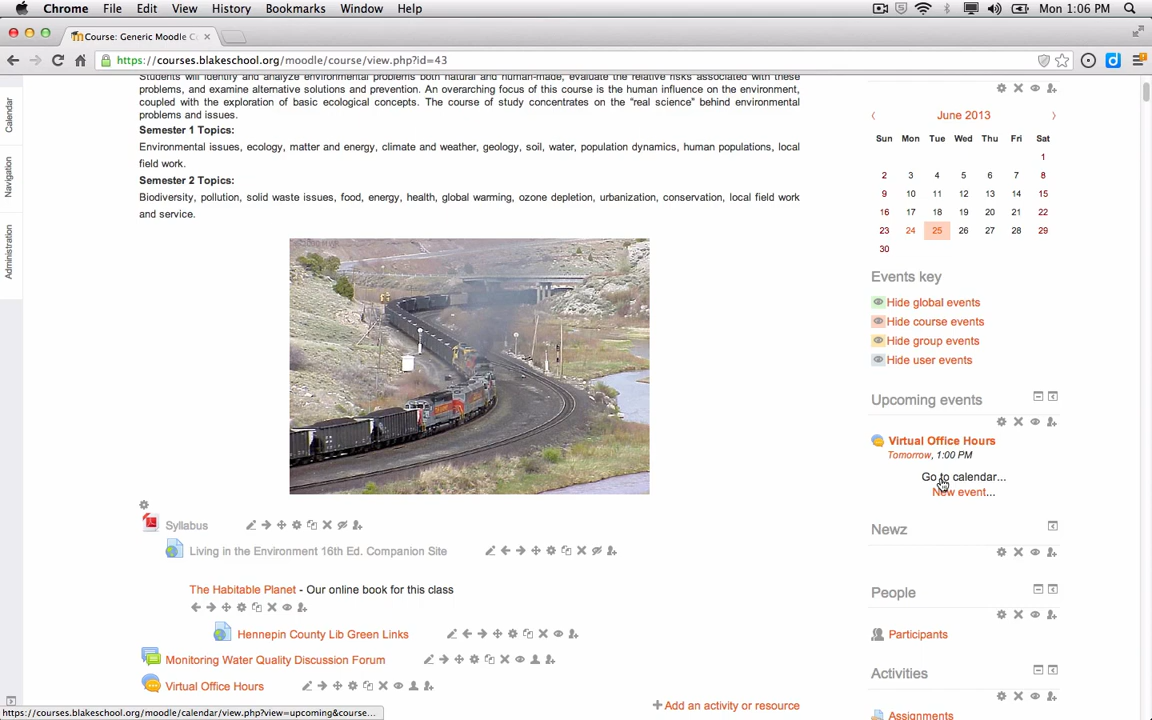 Chrome File Edit View History Bookmarks Window Help Mon 1:06 PM
Course: Generic Moodle C
https://courses.blakeschool.org/moodle/course/view.php?id=43
Calendar
Navigation
Administration
Students will identify and analyze environmental problems both natural and human-made, evaluate the relative risks associated with these
problems, and examine alternative solutions and prevention. An overarching focus of this course is the human influence on the environment,
coupled with the exploration of basic ecological concepts. The course of study concentrates on the "real science" behind environmental
problems and issues.
Semester 1 Topics:
Environmental issues, ecology, matter and energy, climate and weather, geology, soil, water, population dynamics, human populations, local
field work.
Semester 2 Topics:
Biodiversity, pollution, solid waste issues, food, energy, health, global warming, ozone depletion, urbanization, conservation, local field work
and service.
Syllabus
Living in the Environment 16th Ed. Companion Site
The Habitable Planet - Our online book for this class
Hennepin County Lib Green Links
Monitoring Water Quality Discussion Forum
Virtual Office Hours
Add an activity or resource
June 2013
Sun Mon Tue Wed Thu Fri Sat
1
2 3 4 5 6 7 8
9 10 11 12 13 14 15
16 17 18 19 20 21 22
23 24 25 26 27 28 29
30
Events key
Hide global events
Hide course events
Hide group events
Hide user events
Upcoming events
Virtual Office Hours
Tomorrow, 1:00 PM
Go to calendar...
New event...
Newz
People
Participants
Activities
Assignments
https://courses.blakeschool.org/moodle/calendar/view.php?view=upcoming&course...